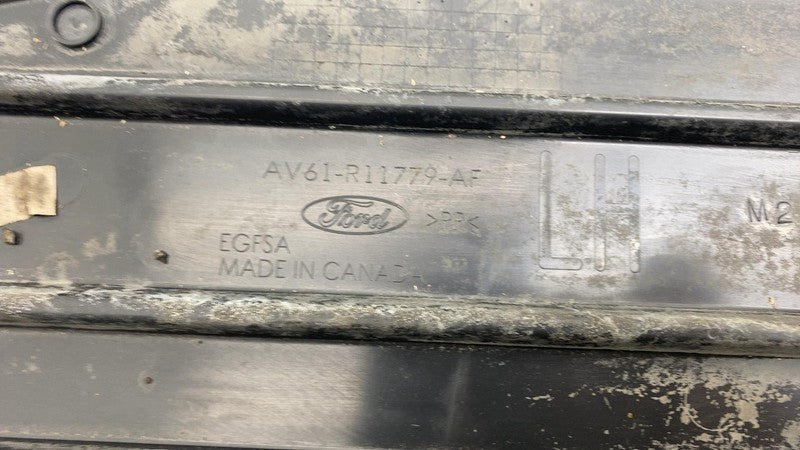 AV61-R11779-AF
Ford
>PP<
EGFSA
MADE IN CANADA
LH
M2